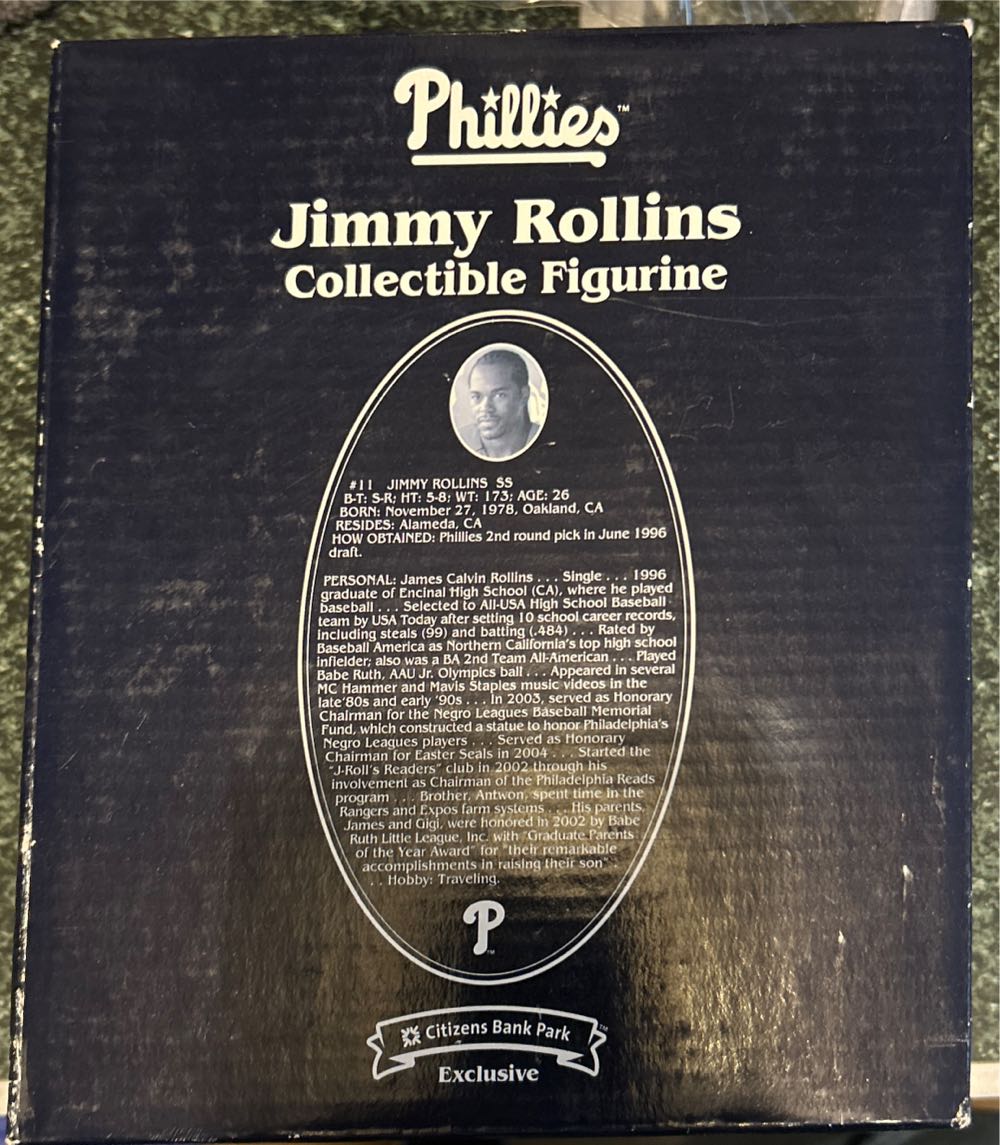 Phillies™
Jimmy Rollins
Collectible Figurine
#11 JIMMY ROLLINS SS
B-T: S-R; HT: 5-8; WT: 173; AGE: 26
BORN: November 27, 1978, Oakland, CA
RESIDES: Alameda, CA
HOW OBTAINED: Phillies 2nd round pick in June 1996
draft.
PERSONAL: James Calvin Rollins . . . Single . . . 1996
graduate of Encinal High School (CA), where he played
baseball . . . Selected to All-USA High School Baseball
team by USA Today after setting 10 school career records,
including steals (99) and batting (.484) . . . Rated by
Baseball America as Northern California's top high school
infielder; also was a BA 2nd Team All-American . . . Played
Babe Ruth, AAU Jr. Olympics ball . . . Appeared in several
MC Hammer and Mavis Staples music videos in the
late'80s and early '90s . . . In 2003, served as Honorary
Chairman for the Negro Leagues Baseball Memorial
Fund, which constructed a statue to honor Philadelphia's
Negro Leagues players . . . Served as Honorary
Chairman for Easter Seals in 2004 . . . Started the
"J-Roll's Readers" club in 2002 through his
involvement as Chairman of the Philadelphia Reads
program . . . Brother, Antwon, spent time in the
Rangers and Expos farm systems . . . His parents,
James and Gigi, were honored in 2002 by Babe
Ruth Little League, Inc. with "Graduate Parents
of the Year Award" for "their remarkable
accomplishments in raising their son" .
. . Hobby: Traveling.
P™
Citizens Bank Park™
Exclusive